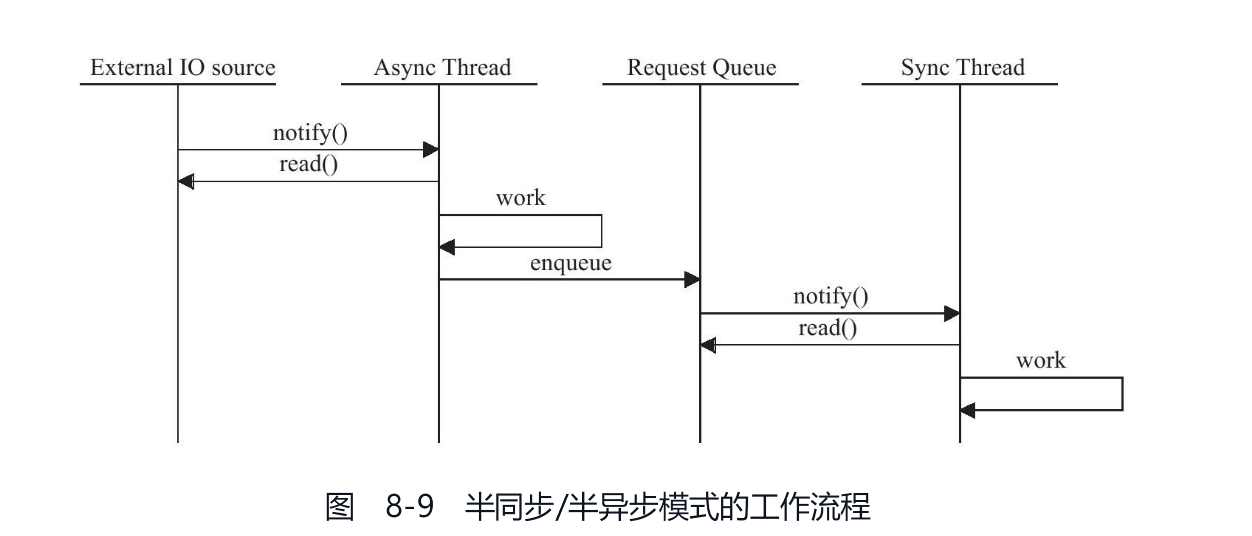 External IO source Async Thread Request Queue Sync Thread
notify()
read()
work
enqueue
notify()
read()
work
图 8-9 半同步/半异步模式的工作流程